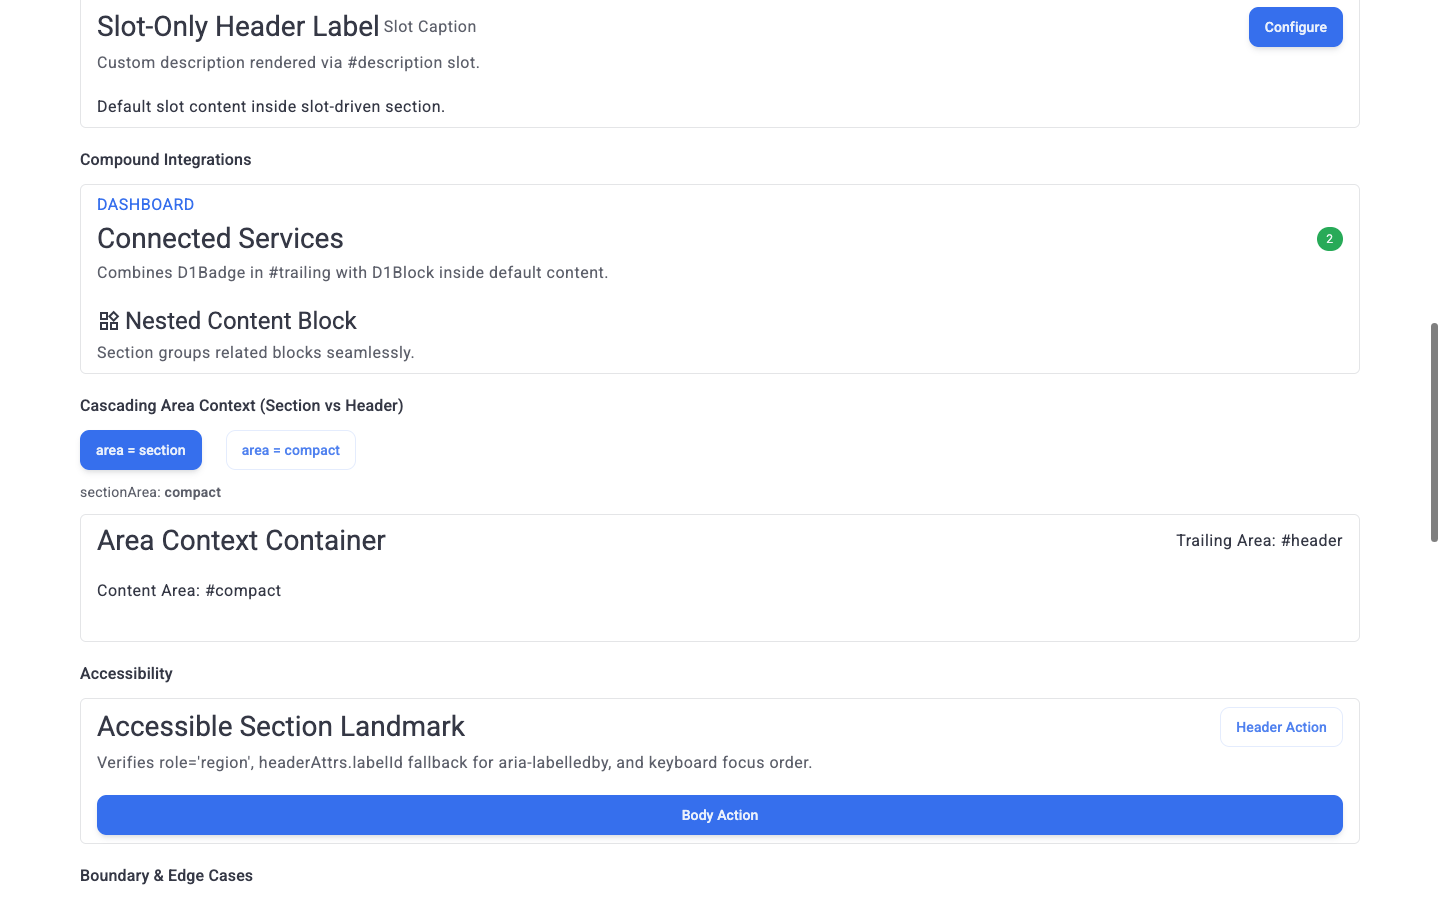 Slot-Only Header Label Slot Caption
Configure
Custom description rendered via #description slot.
Default slot content inside slot-driven section.
Compound Integrations
DASHBOARD
Connected Services
2
Combines D1Badge in #trailing with D1Block inside default content.
Nested Content Block
Section groups related blocks seamlessly.
Cascading Area Context (Section vs Header)
area = section
area = compact
sectionArea: compact
Area Context Container
Trailing Area: #header
Content Area: #compact
Accessibility
Accessible Section Landmark
Header Action
Verifies role='region', headerAttrs.labelId fallback for aria-labelledby, and keyboard focus order.
Body Action
Boundary & Edge Cases